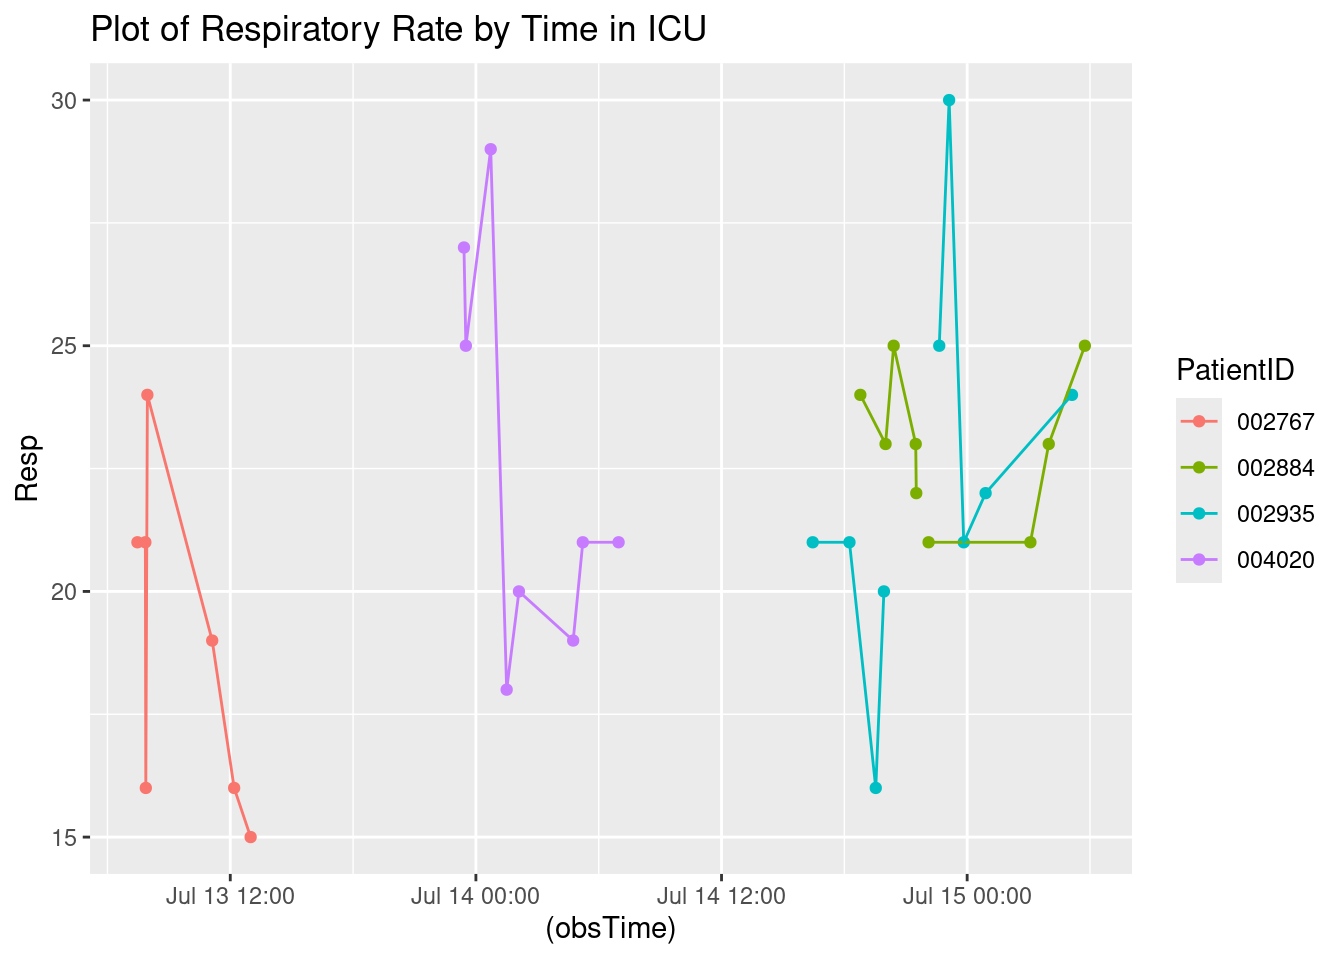 Plot of Respiratory Rate by Time in ICU
30
25
20
15
Resp
Jul 13 12:00
Jul 14 00:00
Jul 14 12:00
Jul 15 00:00
(obsTime)
PatientID
002767
002884
002935
004020